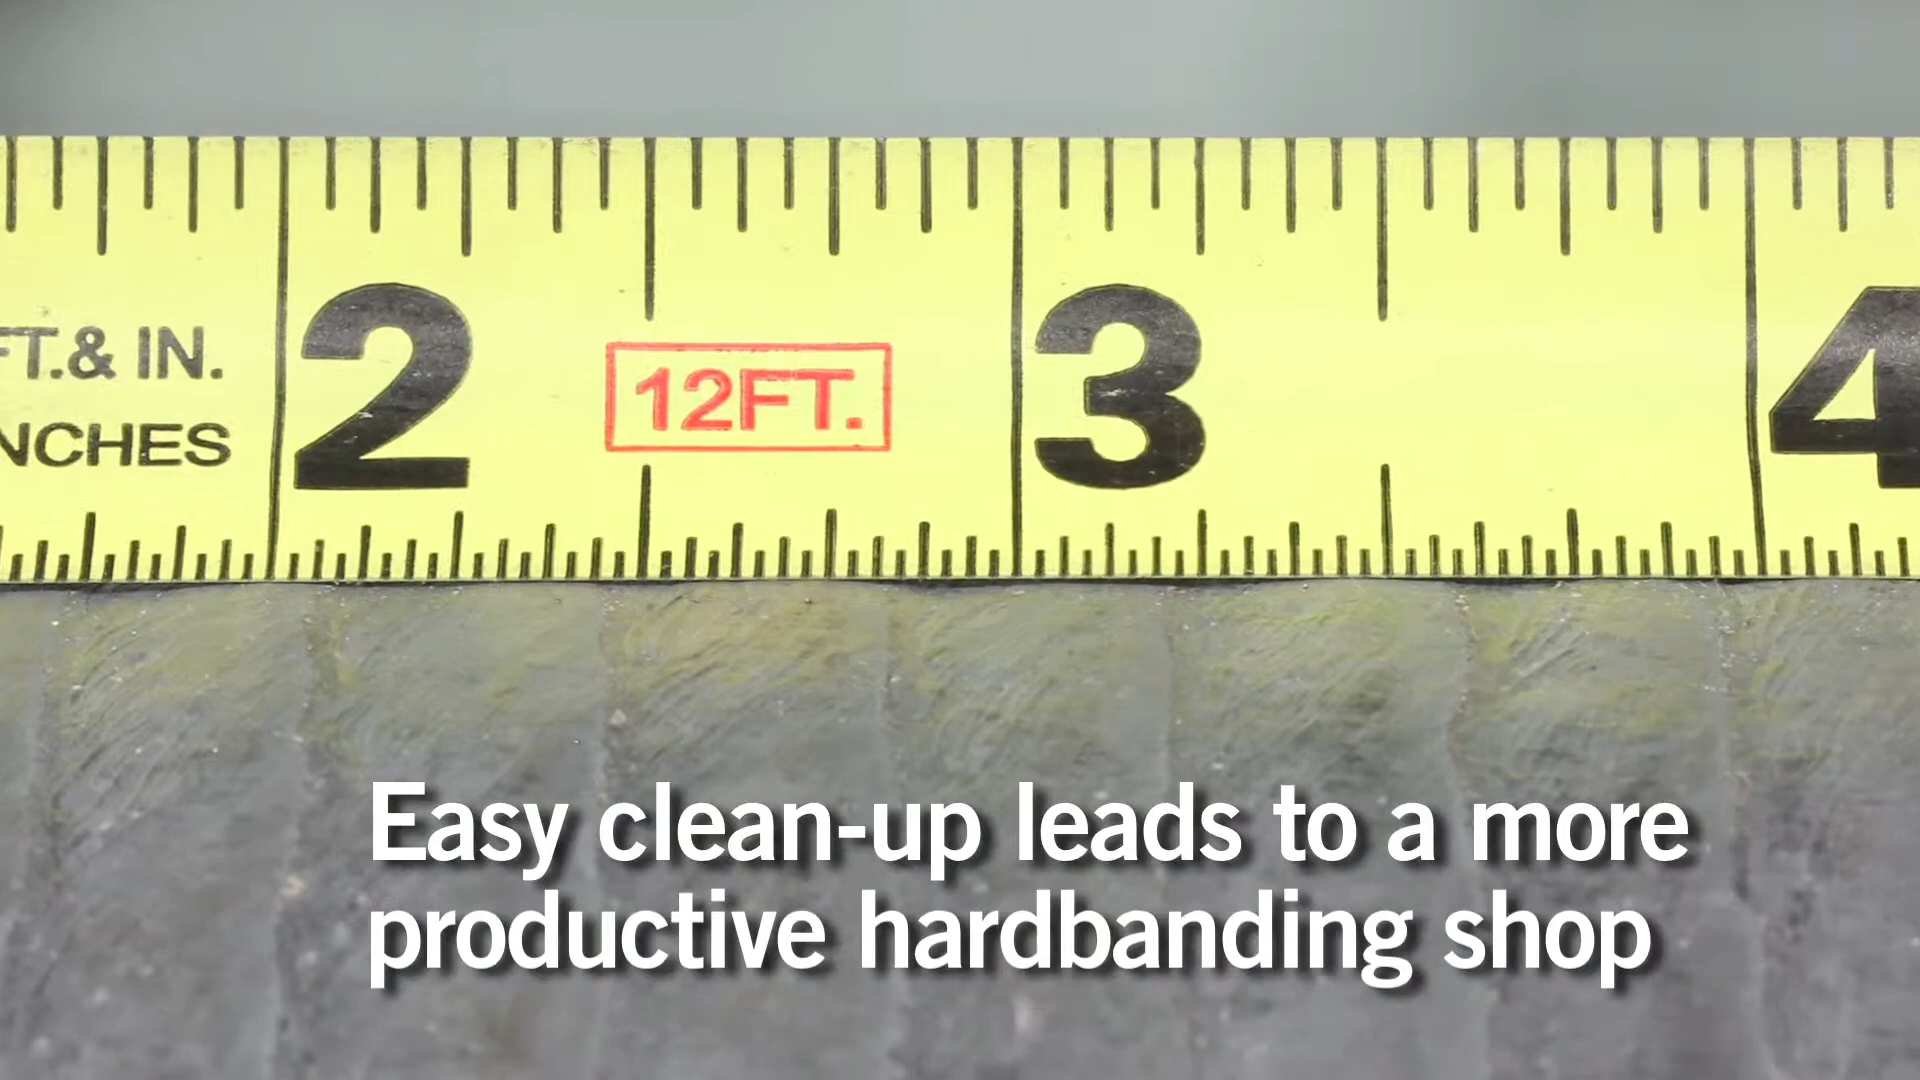 FT.& IN.
NCHES
2
12FT.
3
4
Easy clean-up leads to a more
productive hardbanding shop